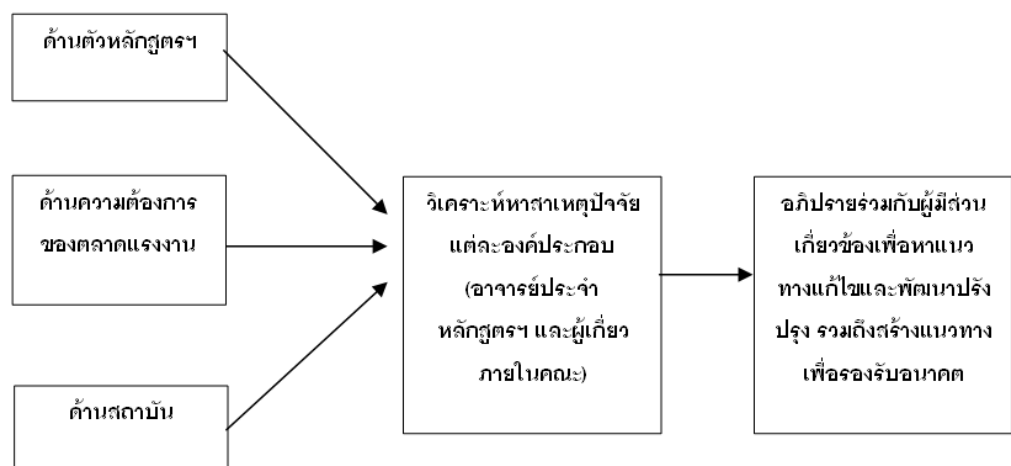 ด้านตัวหลักสูตรฯ
ด้านความต้องการ
ของตลาดแรงงาน
ด้านสถาบัน
วิเคราะห์หาสาเหตุปัจจัย
แต่ละองค์ประกอบ
(อาจารย์ประจำ
หลักสูตรฯ และผู้เกี่ยว
ภายในคณะ)
อภิปรายร่วมกับผู้มีส่วน
เกี่ยวข้องเพื่อหาแนว
ทางแก้ไขและพัฒนาปรัง
ปรุง รวมถึงสร้างแนวทาง
เพื่อรองรับอนาคต